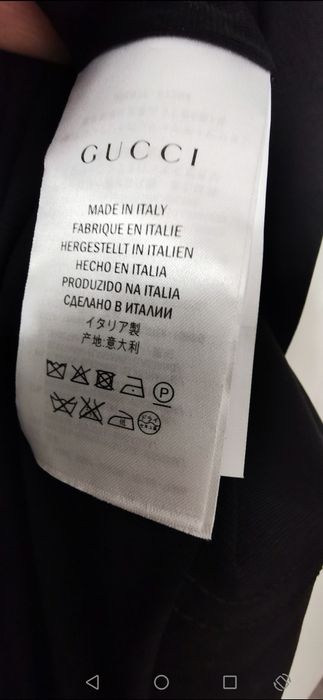 GUCCI
MADE IN ITALY
FABRIQUE EN ITALIE
HERGESTELLT IN ITALIEN
HECHO EN ITALIA
PRODUZIDO NA ITALIA
СДЕЛАНО В ИТАЛИИ
イタリア製
产地:意大利
P